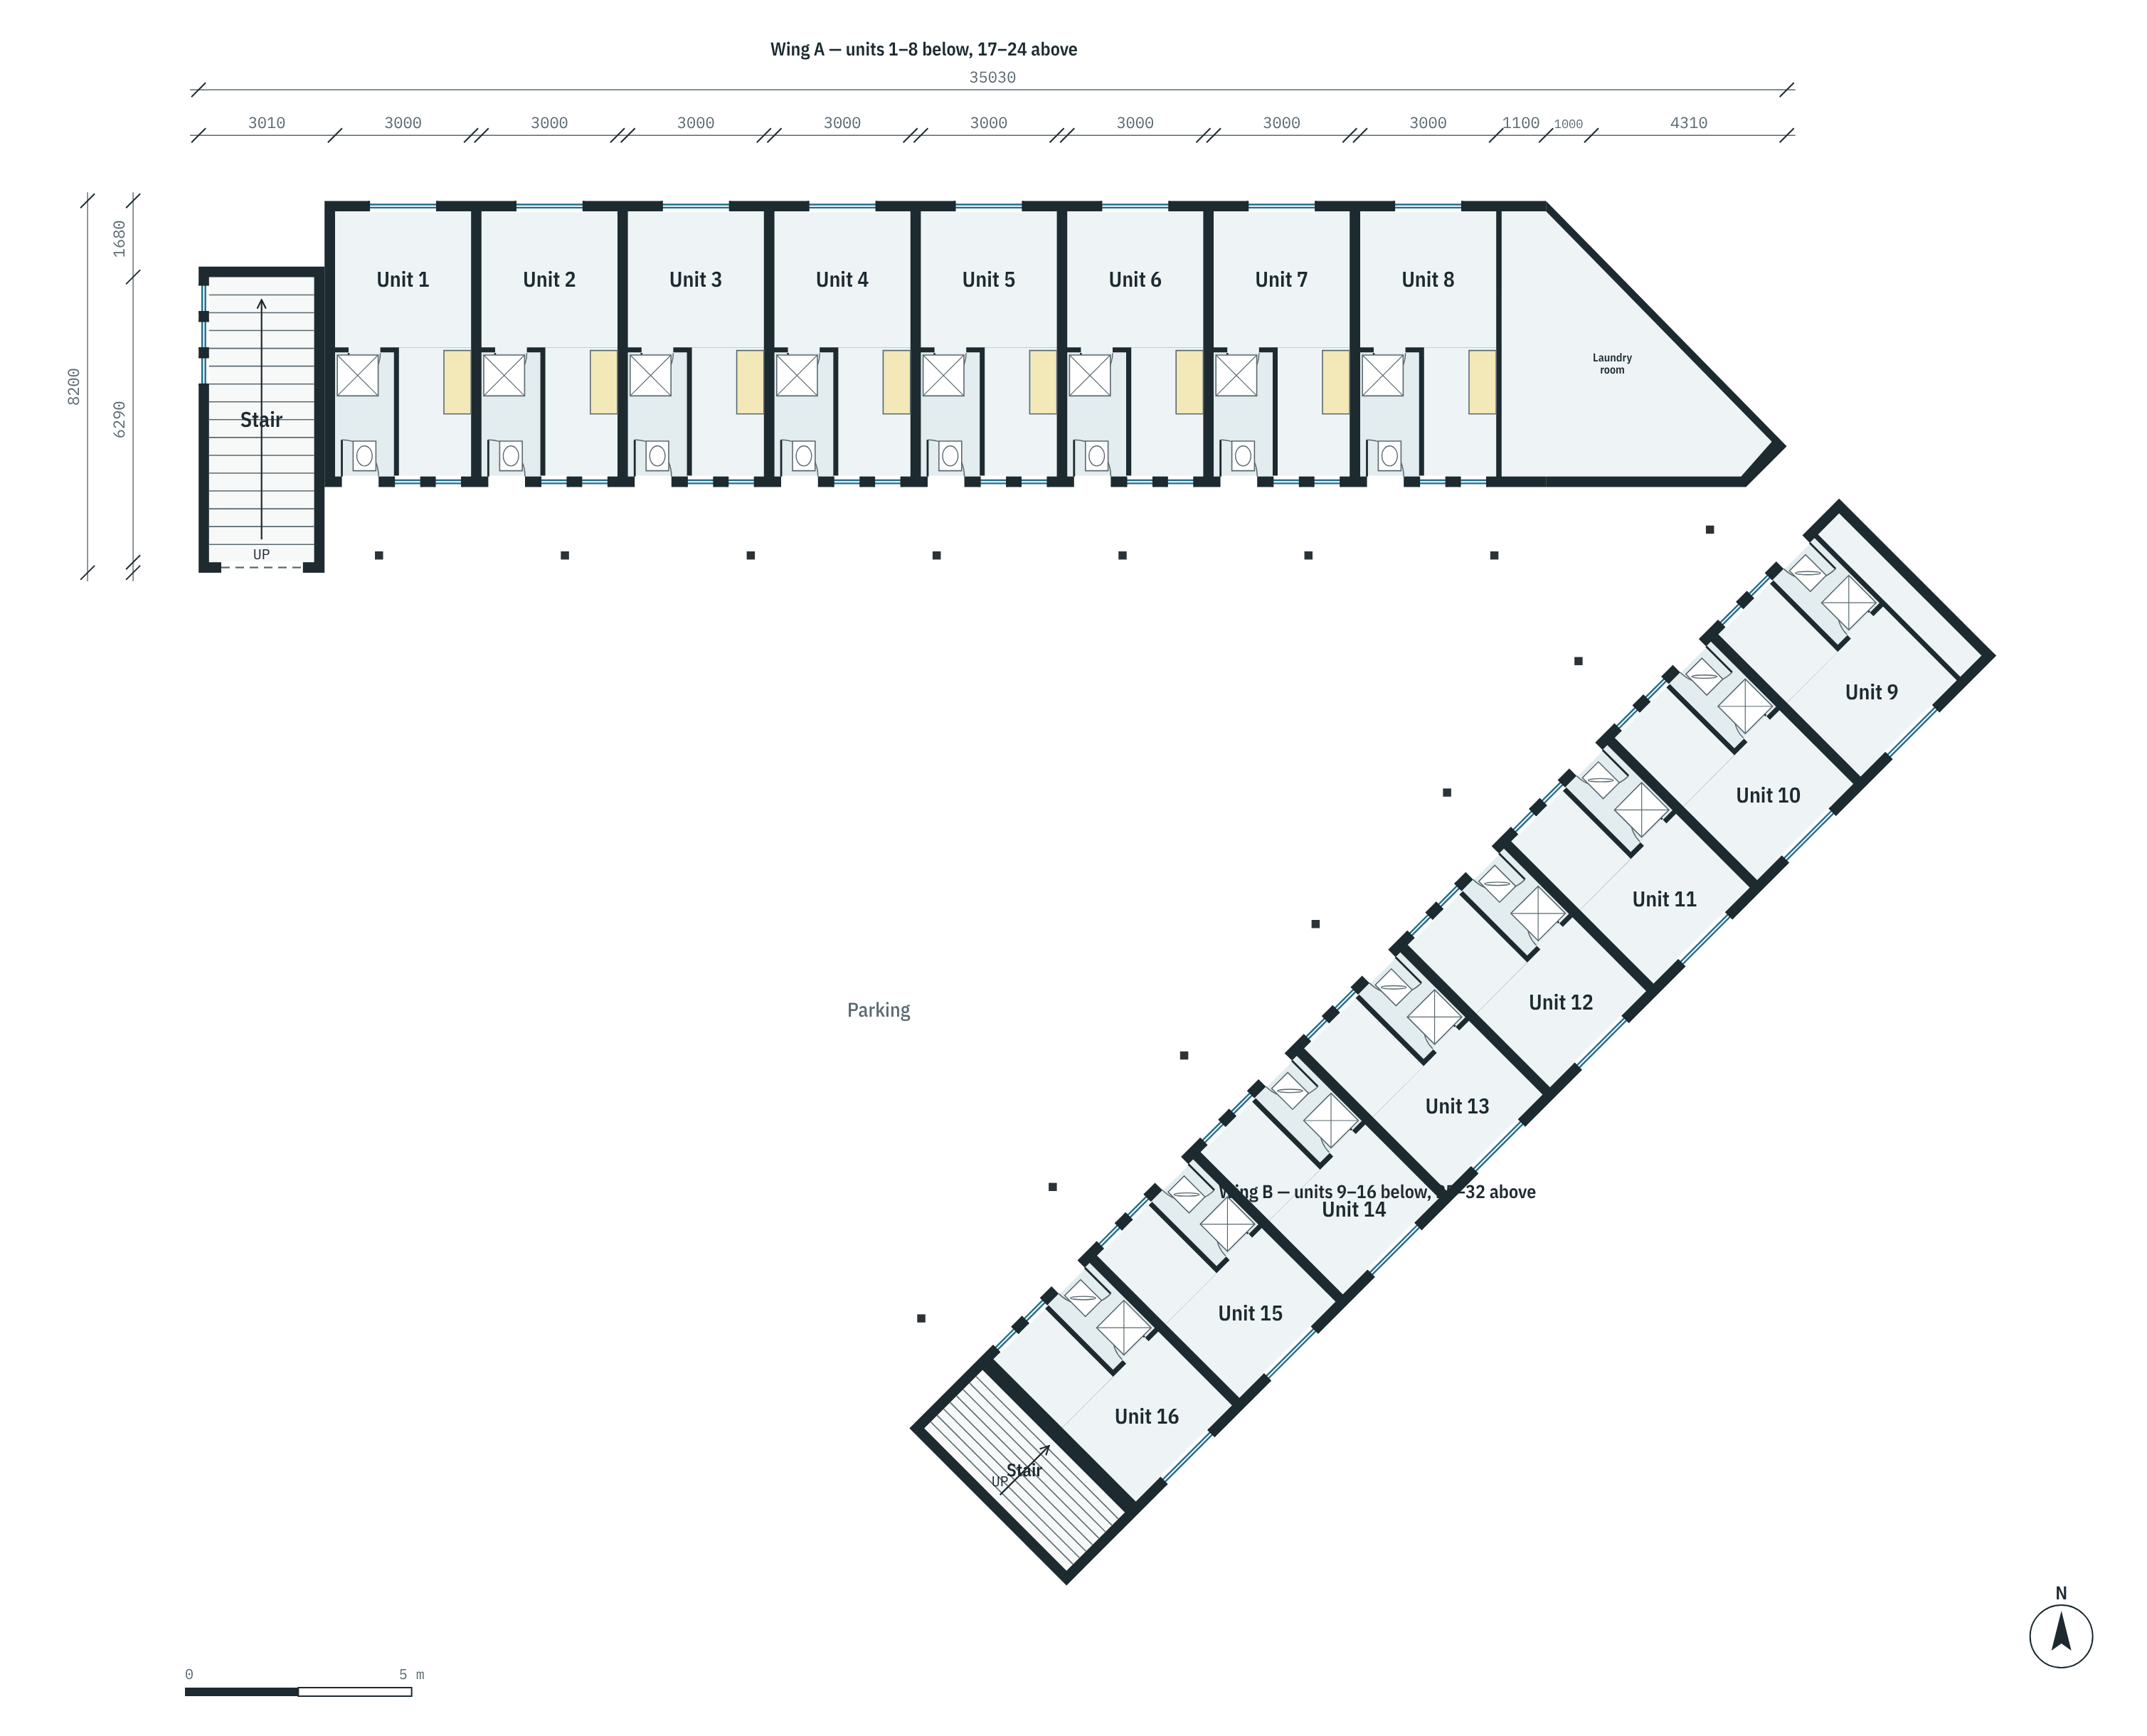 Wing A — units 1–8 below, 17–24 above
35030
3010 3000 3000 3000 3000 3000 3000 3000 3000 1100 1000 4310
1680
8200
6290
Unit 1 Unit 2 Unit 3 Unit 4 Unit 5 Unit 6 Unit 7 Unit 8
Laundry
room
Stair
UP
Unit 9
Unit 10
Unit 11
Unit 12
Parking
Unit 13
Wing B — units 9–16 below, –32 above
Unit 14
Unit 15
Unit 16
Stair
UP
N
0 5 m